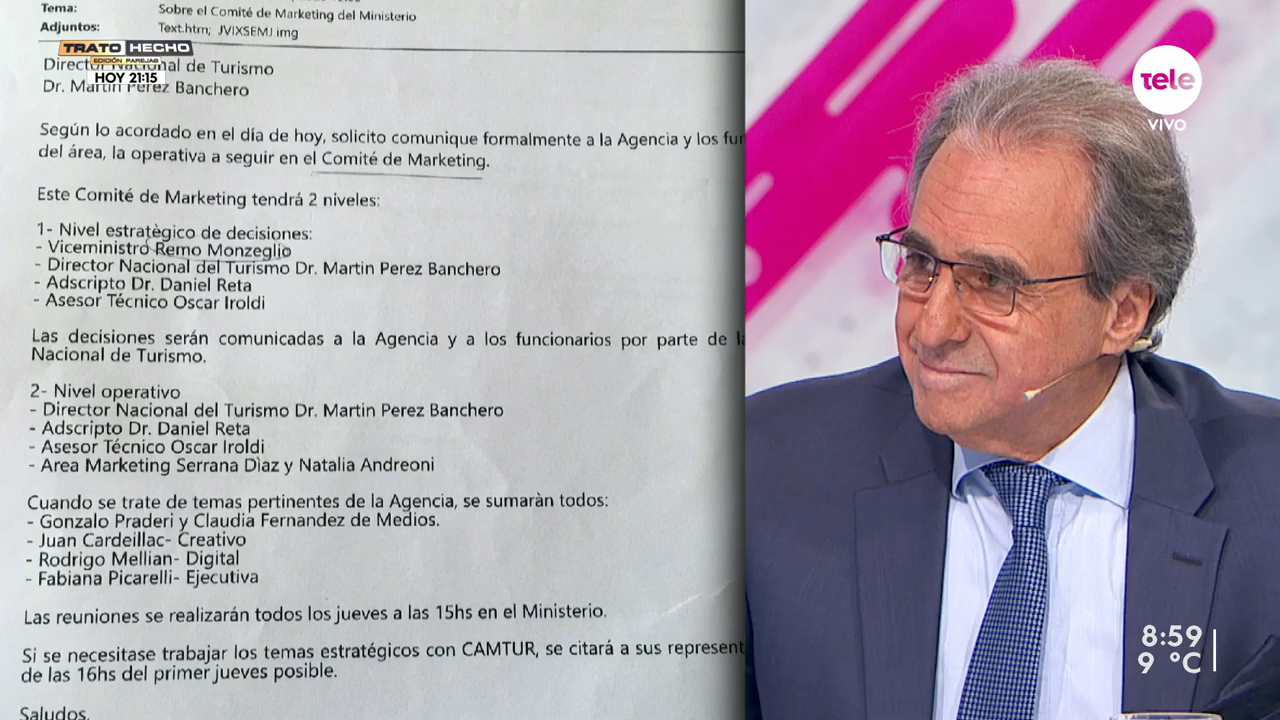 Tema: Sobre el Comité de Marketing del Ministerio
Adjuntos: Text.htm; JVIXSEMJ.img
TRATO HECHO
EDICIÓN PAREJAS
HOY 21:15
Director Nacional de Turismo
Dr. Martin Perez Banchero
Según lo acordado en el día de hoy, solicito comunique formalmente a la Agencia y los fun
del área, la operativa a seguir en el Comité de Marketing.
Este Comité de Marketing tendrá 2 niveles:
1- Nivel estratègico de decisiones:
- Viceministro Remo Monzeglio
- Director Nacional del Turismo Dr. Martin Perez Banchero
- Adscripto Dr. Daniel Reta
- Asesor Técnico Oscar Iroldi
Las decisiones serán comunicadas a la Agencia y a los funcionarios por parte de la
Nacional de Turismo.
2- Nivel operativo
- Director Nacional del Turismo Dr. Martin Perez Banchero
- Adscripto Dr. Daniel Reta
- Asesor Técnico Oscar Iroldi
- Area Marketing Serrana Dìaz y Natalia Andreoni
Cuando se trate de temas pertinentes de la Agencia, se sumaràn todos:
- Gonzalo Praderi y Claudia Fernandez de Medios.
- Juan Cardeillac- Creativo
- Rodrigo Mellian- Digital
- Fabiana Picarelli- Ejecutiva
Las reuniones se realizarán todos los jueves a las 15hs en el Ministerio.
Si se necesitase trabajar los temas estratégicos con CAMTUR, se citará a sus represent
de las 16hs del primer jueves posible.
Saludos.
tele
VIVO
8:59
9 °C